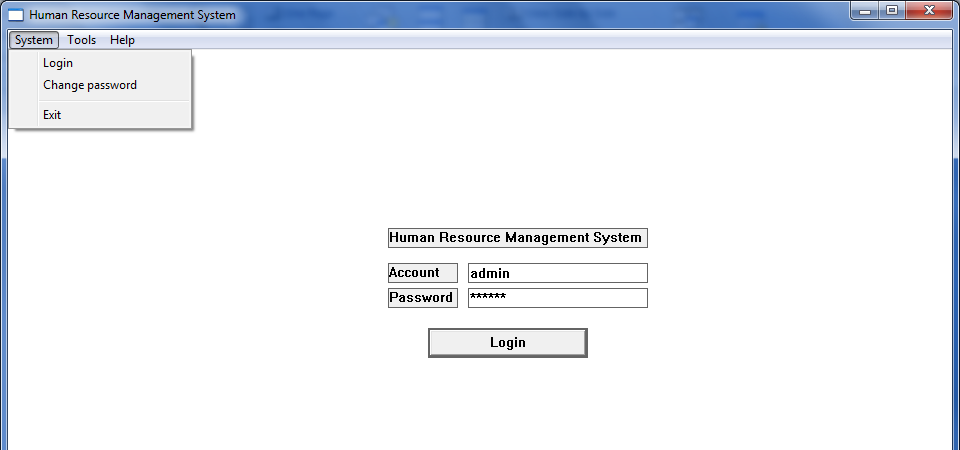 Human Resource Management System
System Tools Help
Login
Change password
Exit
Human Resource Management System
Account admin
Password ******
Login